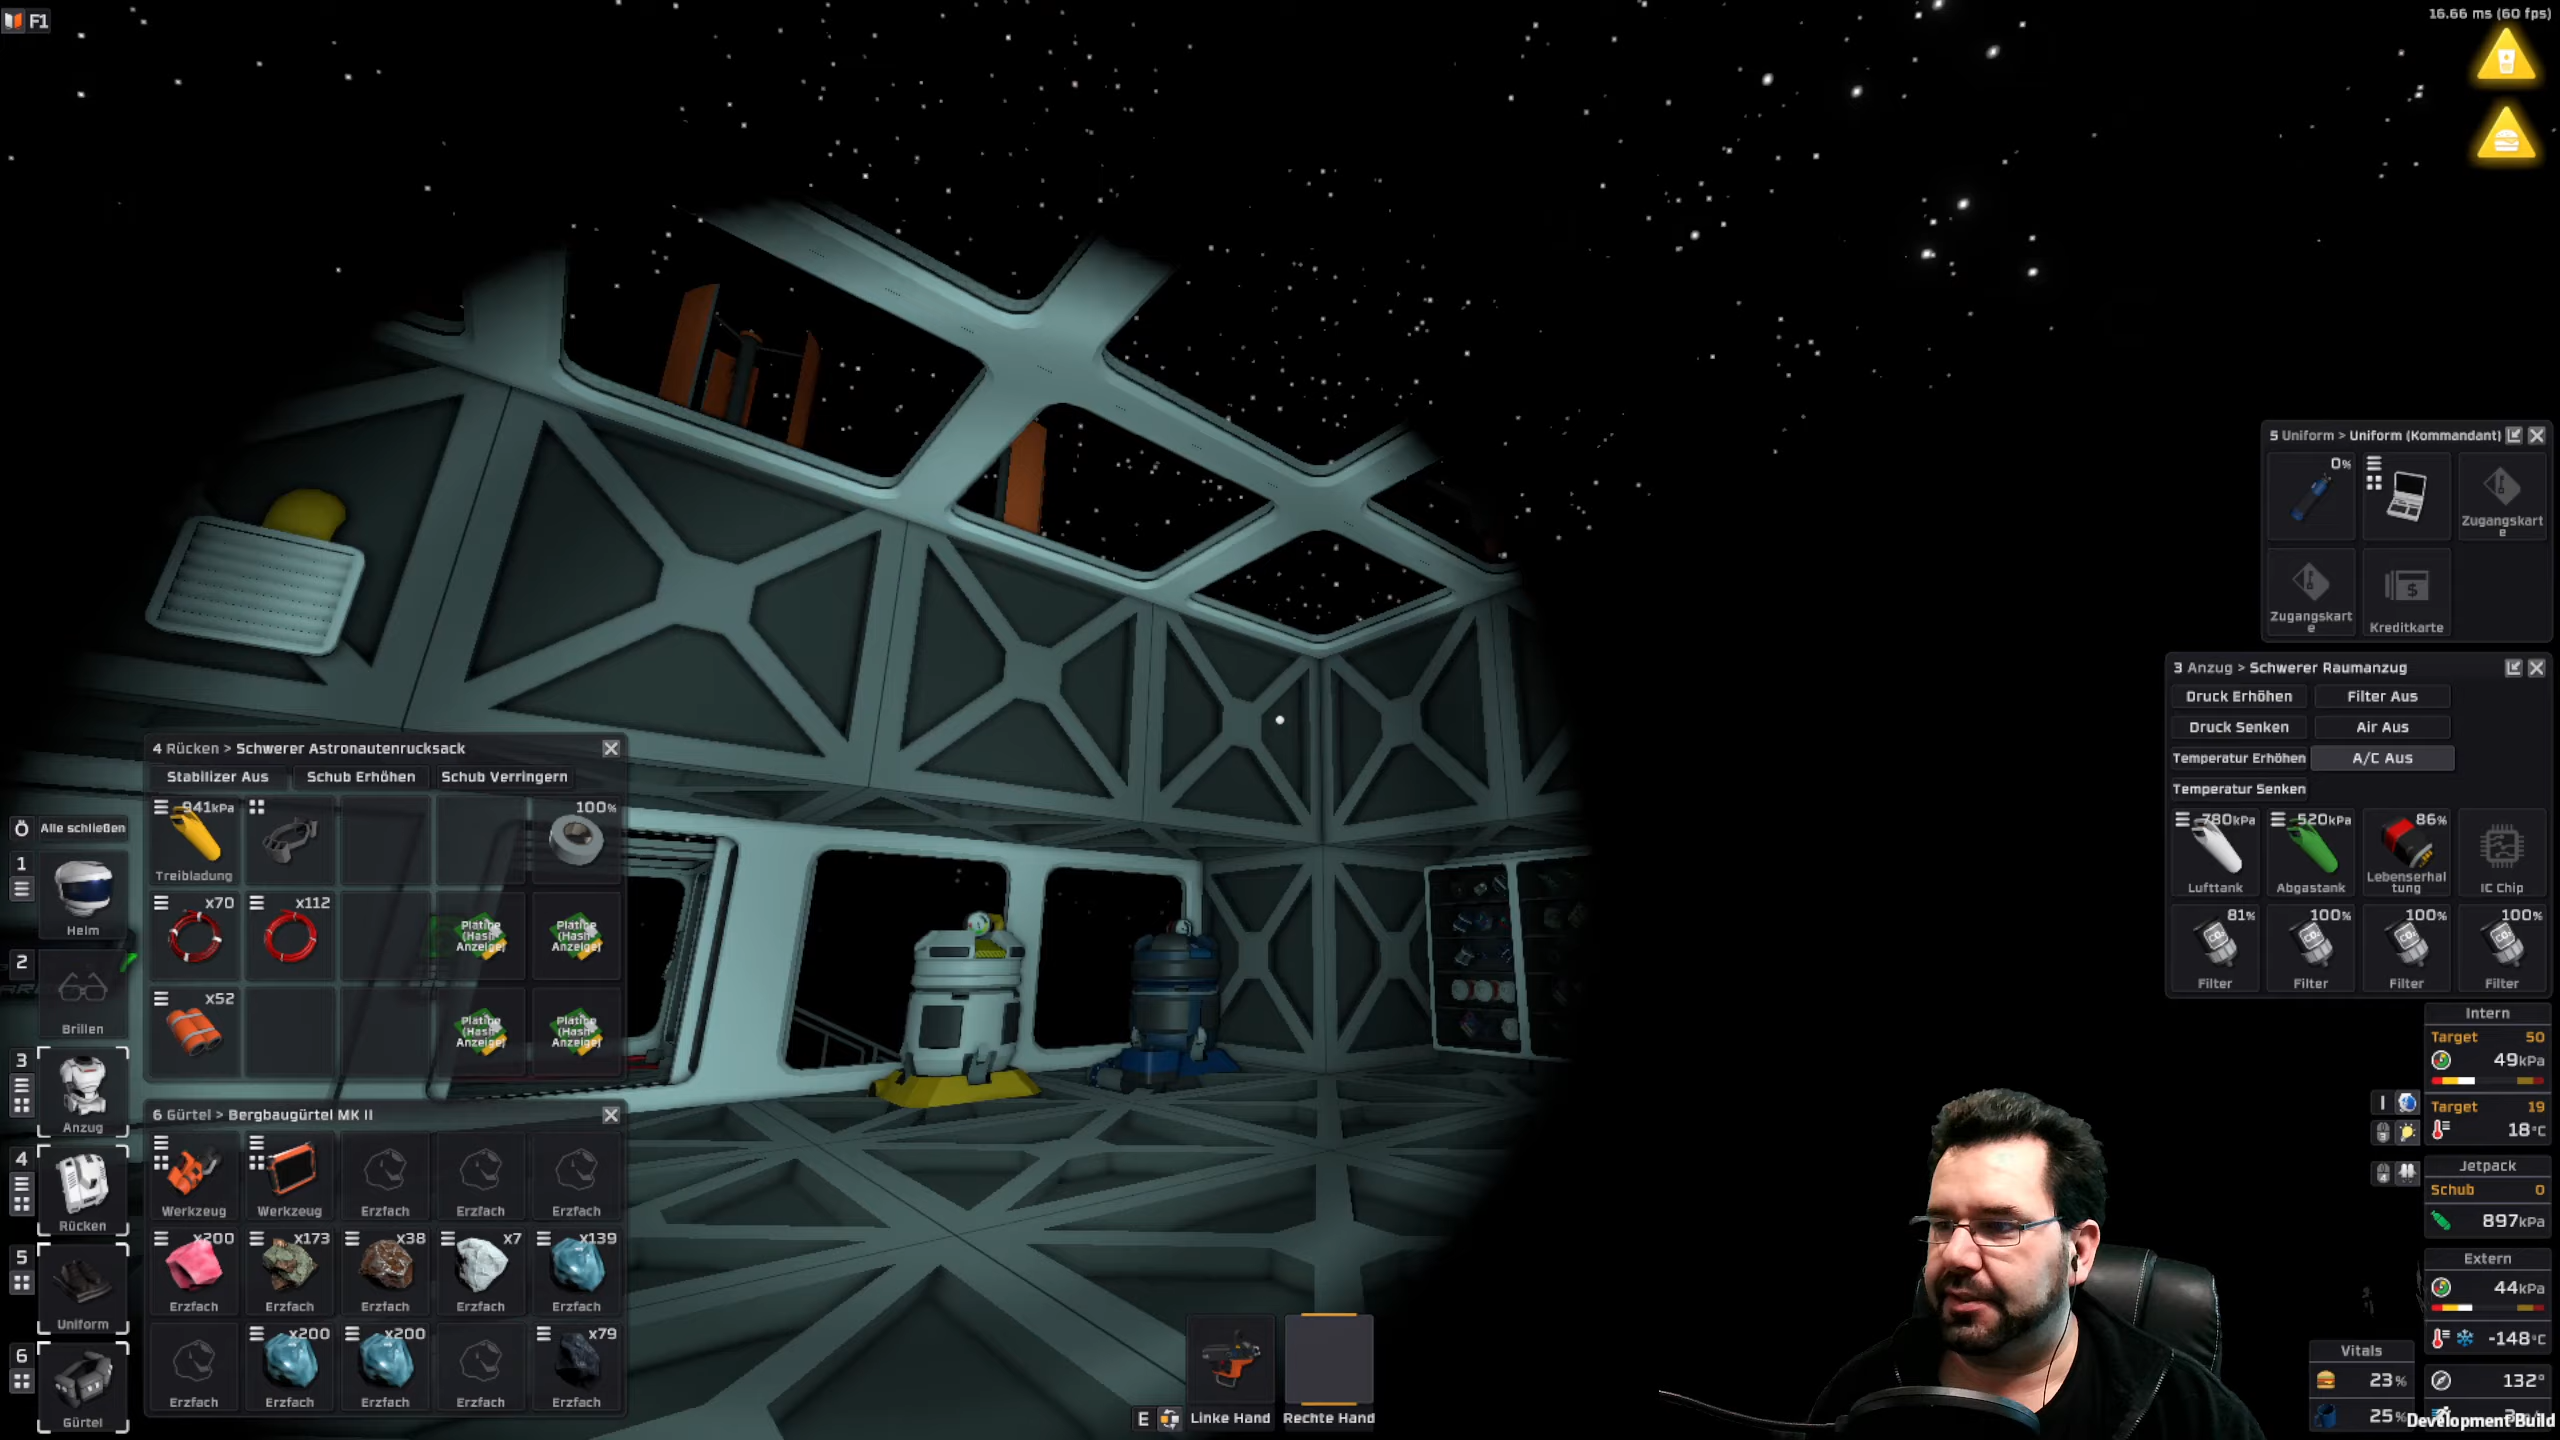 F1
16.66 ms (60 fps)
5 Uniform > Uniform (Kommandant)
0%
Zugangskart
e
Zugangskart
e
Kreditkarte
3 Anzug > Schwerer Raumanzug
Druck Erhöhen
Filter Aus
Druck Senken
Air Aus
Temperatur Erhöhen
A/C Aus
Temperatur Senken
780kPa
520kPa
86%
Lufttank
Abgastank
Lebenserhal
tung
IC Chip
81%
100%
100%
100%
Filter
Filter
Filter
Filter
4 Rücken > Schwerer Astronautenrucksack
Stabilizer Aus
Schub Erhöhen
Schub Verringern
941kPa
100%
Treibladung
x70
x112
Platine
(Hash-
Anzeige)
Platine
(Hash-
Anzeige)
x52
Platine
(Hash-
Anzeige)
Platine
(Hash-
Anzeige)
Alle schließen
1
Helm
2
Brillen
3
Anzug
4
Rücken
5
Uniform
6
Gürtel
6 Gürtel > Bergbaugürtel MK II
Werkzeug
Werkzeug
Erzfach
Erzfach
Erzfach
x200
x173
x38
x7
x139
Erzfach
Erzfach
Erzfach
Erzfach
Erzfach
x200
x200
x79
Erzfach
Erzfach
Erzfach
Erzfach
Erzfach
E
Linke Hand
Rechte Hand
Intern
Target 50
49kPa
Target 19
18°C
Jetpack
Schub 0
897kPa
Extern
44kPa
-148°C
132°
Vitals
23%
25%
Development Build